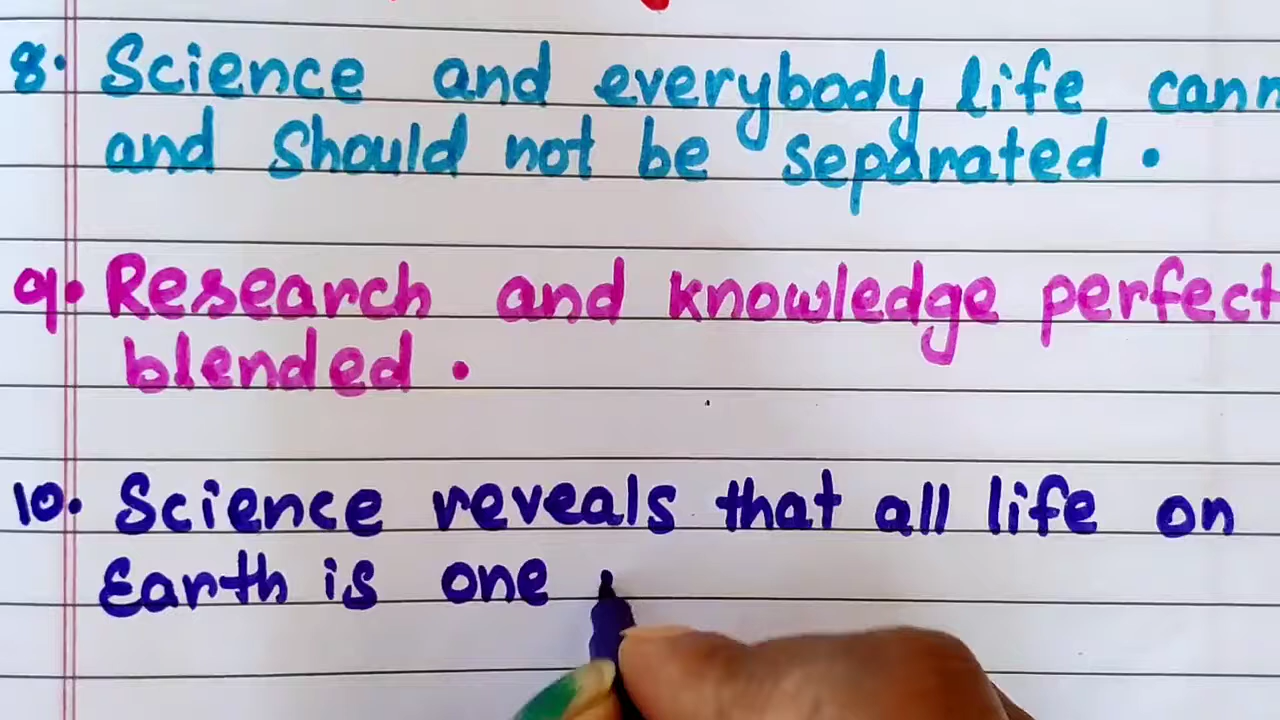 8. Science and everybody life cann
and Should not be separated.
9. Research and knowledge perfect
blended.
10. Science reveals that all life on
Earth is one .